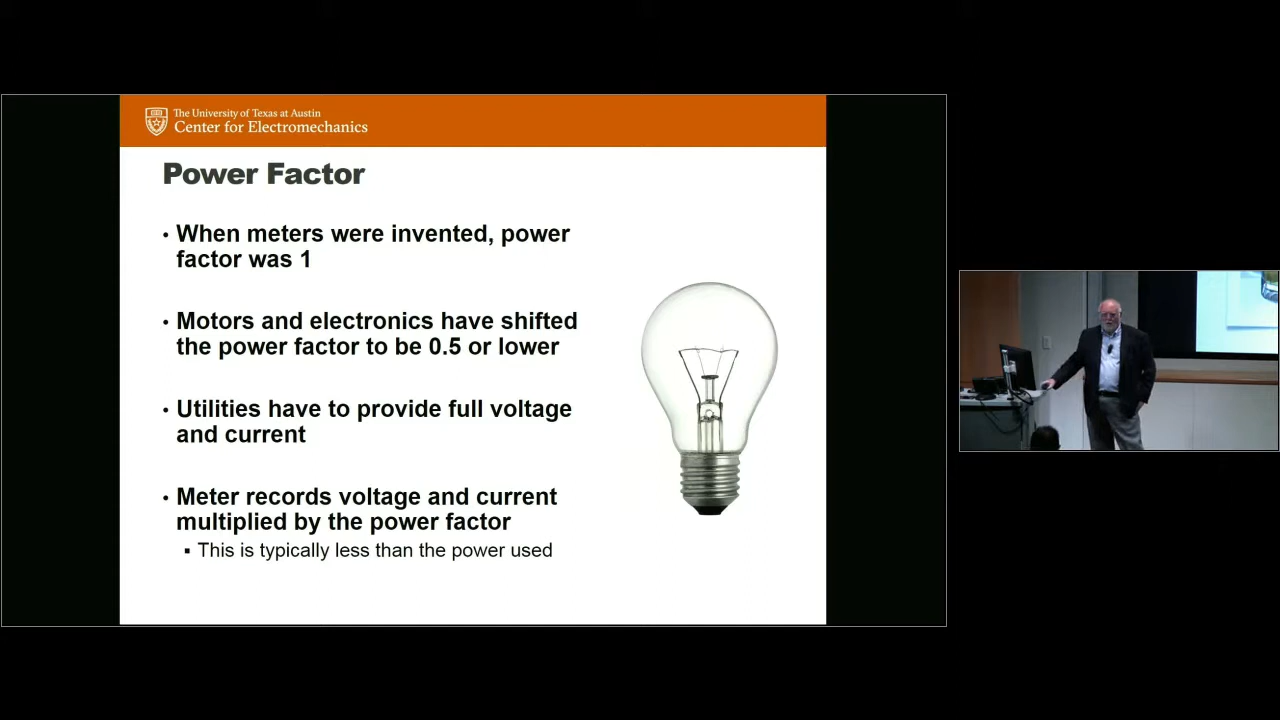 The University of Texas at Austin
Center for Electromechanics
Power Factor
• When meters were invented, power
factor was 1
• Motors and electronics have shifted
the power factor to be 0.5 or lower
• Utilities have to provide full voltage
and current
• Meter records voltage and current
multiplied by the power factor
▪ This is typically less than the power used